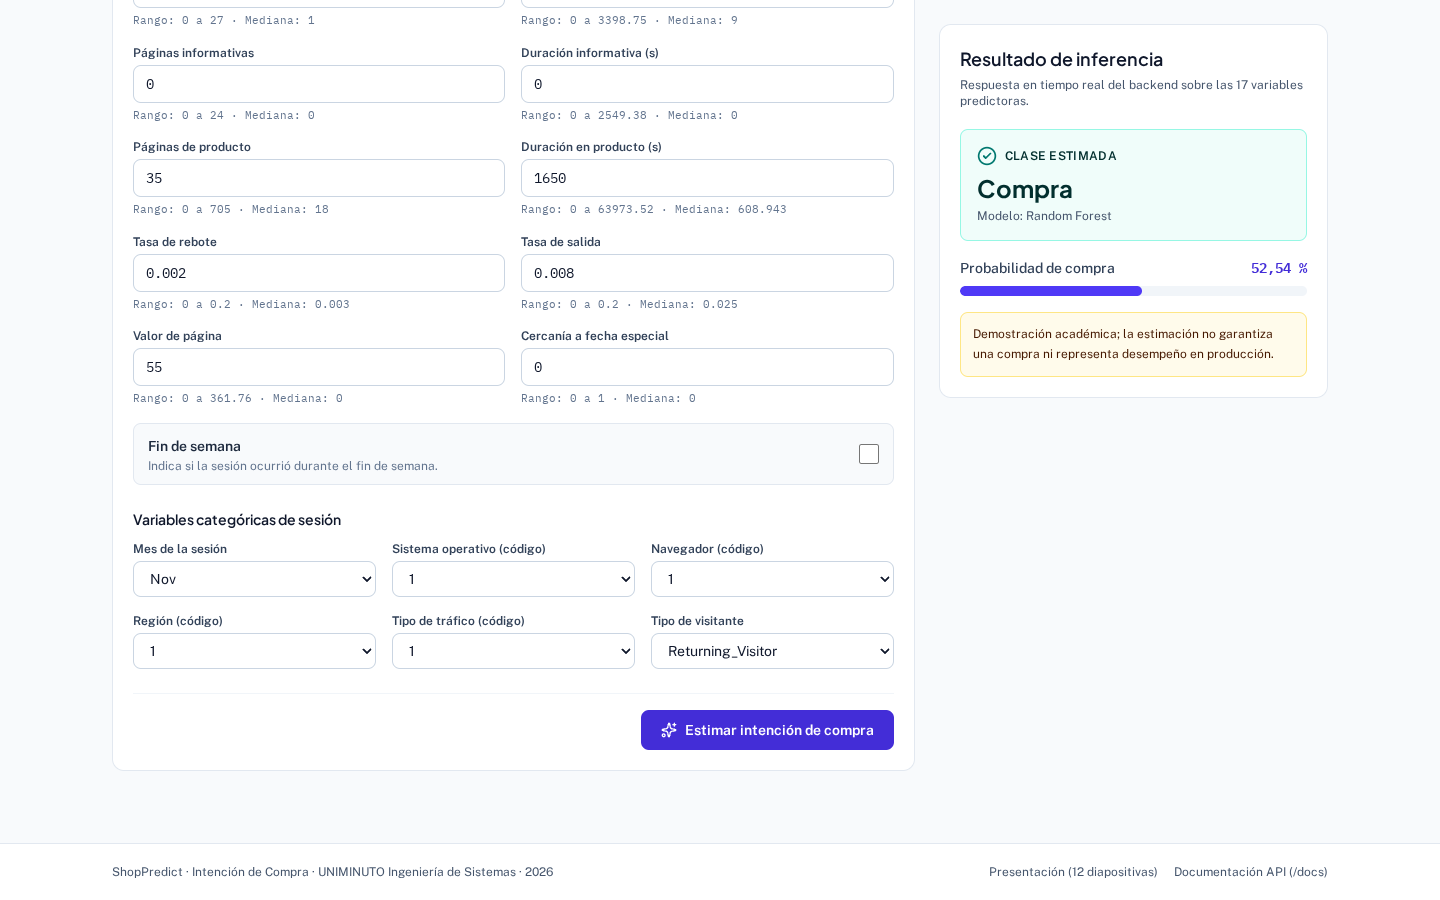 Rango: 0 a 27 · Mediana: 1
Rango: 0 a 3398.75 · Mediana: 9
Páginas informativas
Duración informativa (s)
0
0
Rango: 0 a 24 · Mediana: 0
Rango: 0 a 2549.38 · Mediana: 0
Páginas de producto
Duración en producto (s)
35
1650
Rango: 0 a 705 · Mediana: 18
Rango: 0 a 63973.52 · Mediana: 608.943
Tasa de rebote
Tasa de salida
0.002
0.008
Rango: 0 a 0.2 · Mediana: 0.003
Rango: 0 a 0.2 · Mediana: 0.025
Valor de página
Cercanía a fecha especial
55
0
Rango: 0 a 361.76 · Mediana: 0
Rango: 0 a 1 · Mediana: 0
Fin de semana
Indica si la sesión ocurrió durante el fin de semana.
Variables categóricas de sesión
Mes de la sesión
Sistema operativo (código)
Navegador (código)
Nov
1
1
Región (código)
Tipo de tráfico (código)
Tipo de visitante
1
1
Returning_Visitor
Estimar intención de compra
Resultado de inferencia
Respuesta en tiempo real del backend sobre las 17 variables
predictoras.
CLASE ESTIMADA
Compra
Modelo: Random Forest
Probabilidad de compra
52,54 %
Demostración académica; la estimación no garantiza
una compra ni representa desempeño en producción.
ShopPredict · Intención de Compra · UNIMINUTO Ingeniería de Sistemas · 2026
Presentación (12 diapositivas)
Documentación API (/docs)